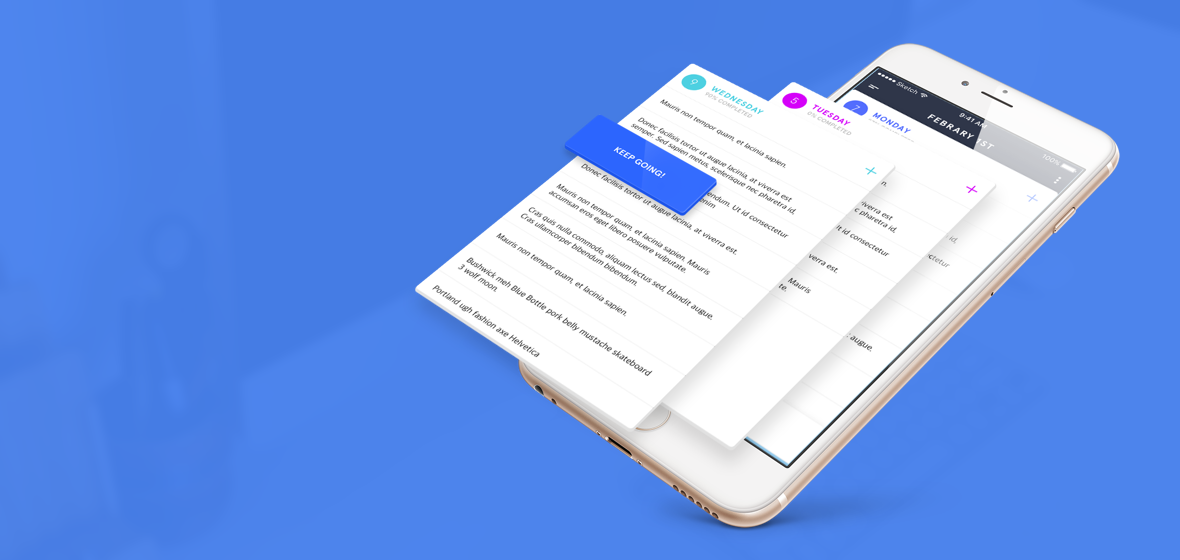 Sketch
9:41 AM
100%
FEBRARY
9
WEDNESDAY
90% COMPLETED
5
TUESDAY
0% COMPLETED
7
MONDAY
Mauris non tempor quam, et lacinia sapien.
Donec facilisis tortor ut augue lacinia, at viverra est
semper. Sed sapien metus, scelerisque nec pharetra id,
bendum. Ut id consectetur
enim.
KEEP GOING!
Donec facilisis tortor ut augue lacinia, at viverra est.
Mauris non tempor quam, et lacinia sapien. Mauris
accumsan eros eget libero posuere vulputate.
Cras quis nulla commodo, aliquam lectus sed, blandit augue.
Cras ullamcorper bibendum bibendum.
Mauris non tempor quam, et lacinia sapien.
Bushwick meh Blue Bottle pork belly mustache skateboard
3 wolf moon.
Portland ugh fashion axe Helvetica
en.
viverra est
c pharetra id,
Ut id consectetur
viverra est.
Mauris
te.
id.
ctetur
augue.